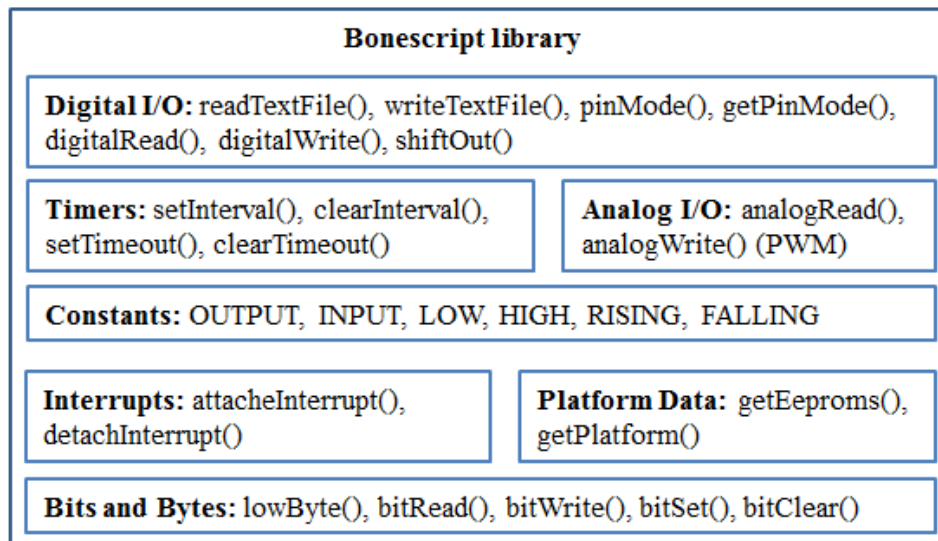 Bonescript library
Digital I/O: readTextFile(), writeTextFile(), pinMode(), getPinMode(),
digitalRead(), digitalWrite(), shiftOut()
Timers: setInterval(), clearInterval(),
setTimeout(), clearTimeout()
Analog I/O: analogRead(),
analogWrite() (PWM)
Constants: OUTPUT, INPUT, LOW, HIGH, RISING, FALLING
Interrupts: attacheInterrupt(),
detachInterrupt()
Platform Data: getEeproms(),
getPlatform()
Bits and Bytes: lowByte(), bitRead(), bitWrite(), bitSet(), bitClear()